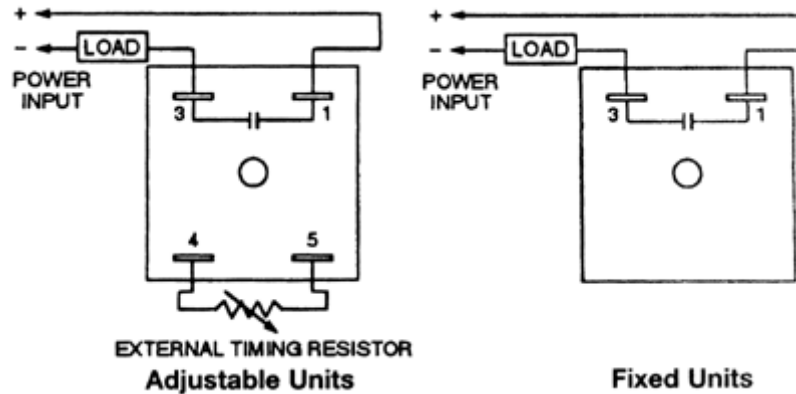 +
− LOAD
POWER
INPUT
3 1
4 5
EXTERNAL TIMING RESISTOR
Adjustable Units
+
− LOAD
POWER
INPUT
3 1
Fixed Units